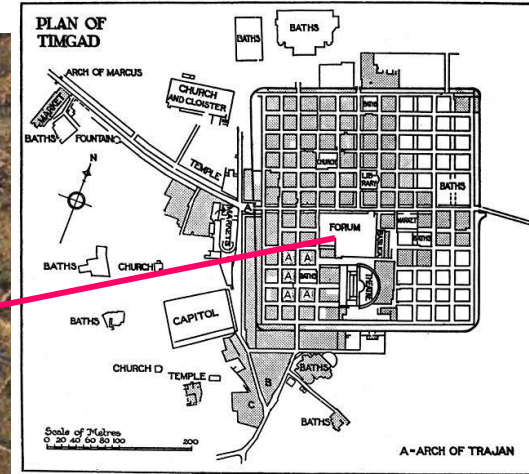 PLAN OF
TIMGAD
BATHS
BATHS
ARCH OF MARCUS
MARKET
CHURCH
AND CLOISTER
BATHS
BATHS
FOUNTAIN
N
TEMPLE
CHURCH
LIB-
RARY
BATHS
A
MARKET
FORUM
MARKET
BATHS
BATHS
CHURCH
A
A
BATHS
A
A
A
A
THEATRE
CAPITOL
BATHS
CHURCH
TEMPLE
B
BATHS
C
BATHS
Scale of Metres
0 20 40 60 80 100 200
A-ARCH OF TRAJAN